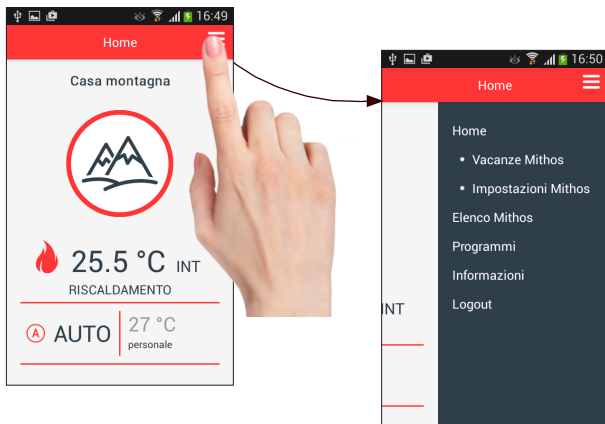 16:49
Home
Casa montagna
25.5 °C INT
RISCALDAMENTO
A AUTO 27 °C
personale
16:50
Home
Home
• Vacanze Mithos
• Impostazioni Mithos
Elenco Mithos
Programmi
Informazioni
Logout
INT